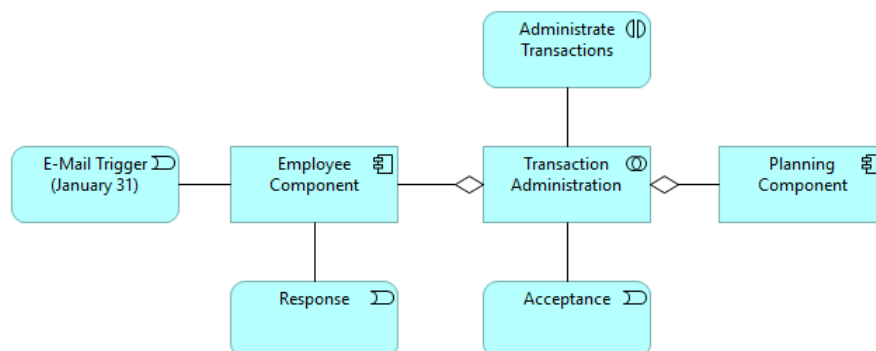 Administrate
Transactions
E-Mail Trigger
(January 31)
Employee
Component
Transaction
Administration
Planning
Component
Response
Acceptance